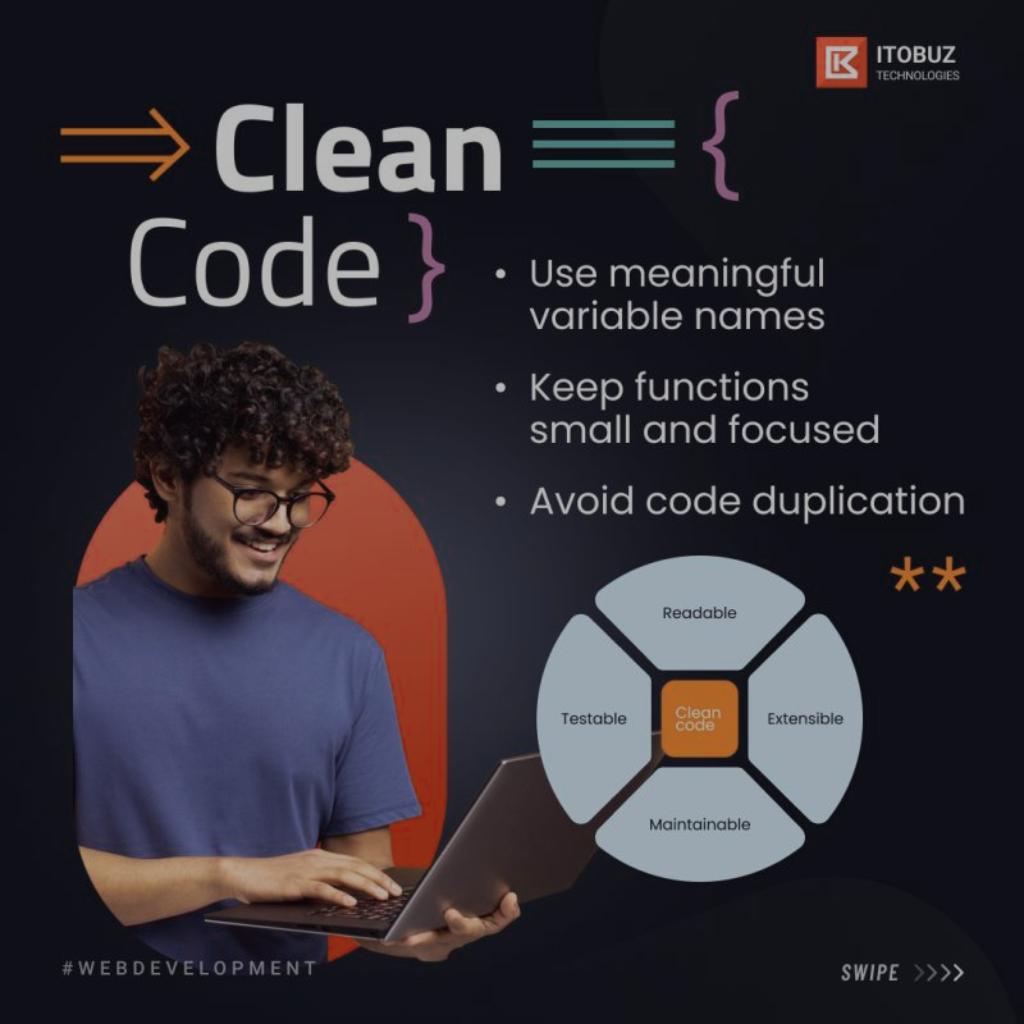 ITOBUZ
TECHNOLOGIES
Clean {
Code }
• Use meaningful
variable names
• Keep functions
small and focused
• Avoid code duplication
**
Readable
Testable
Clean
code
Extensible
Maintainable
#WEBDEVELOPMENT
SWIPE >>>>